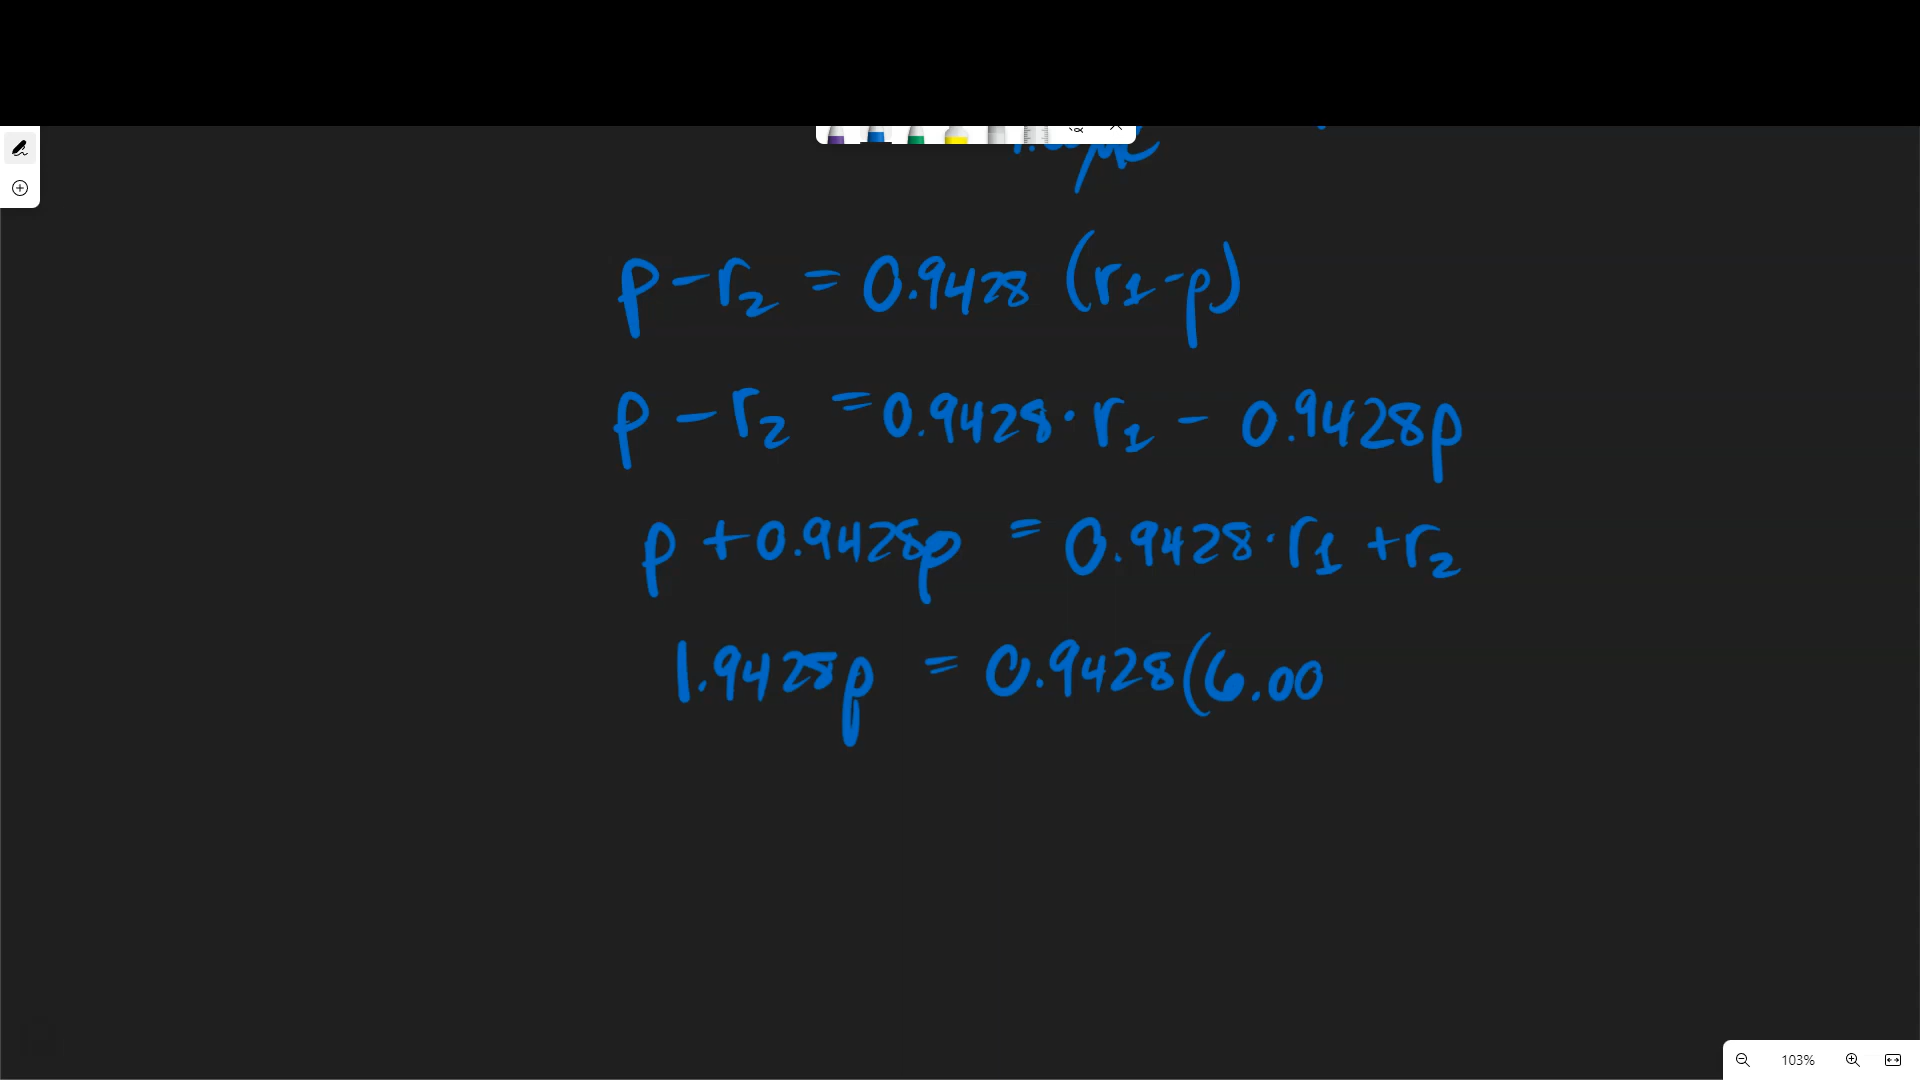 p - r₂ = 0.9428 (r₁ - p)
p - r₂ = 0.9428 · r₁ - 0.9428p
p + 0.9428p = 0.9428 · r₁ + r₂
1.9428p = 0.9428(6.00
103%